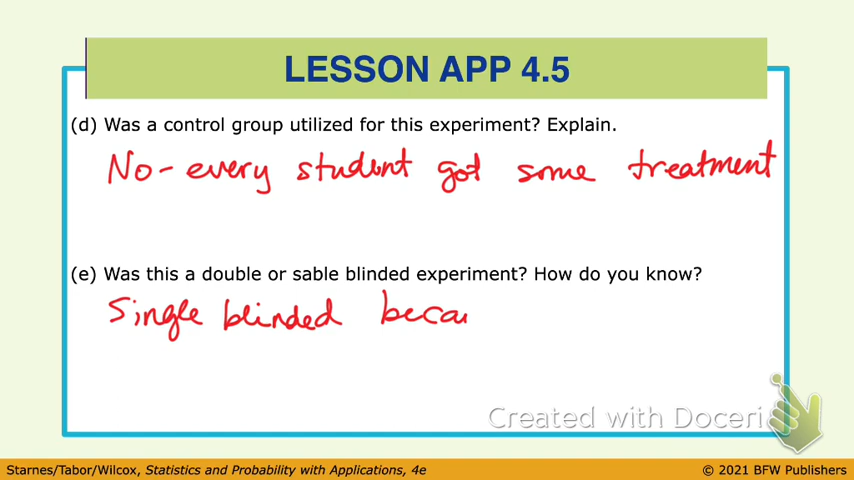 LESSON APP 4.5
(d) Was a control group utilized for this experiment? Explain.
No - every student got some treatment
(e) Was this a double or sable blinded experiment? How do you know?
Single blinded becau
Created with Doceri
Starnes/Tabor/Wilcox, Statistics and Probability with Applications, 4e
© 2021 BFW Publishers